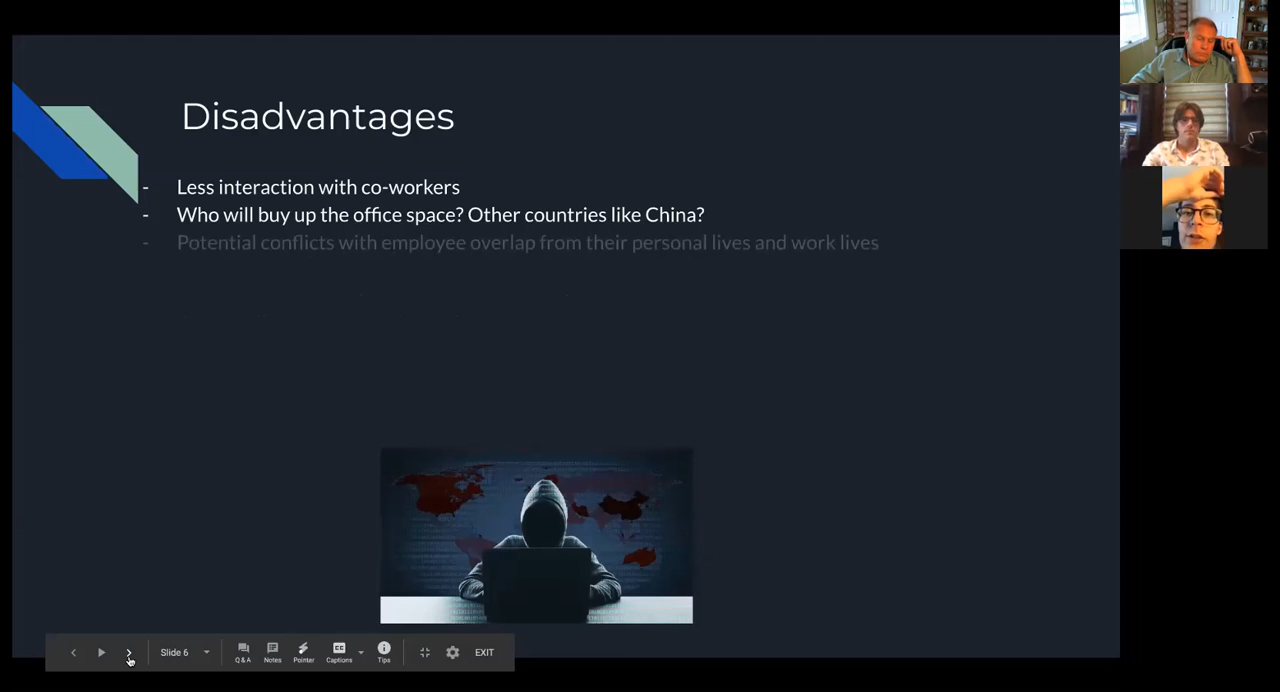 Disadvantages
- Less interaction with co-workers
- Who will buy up the office space? Other countries like China?
- Potential conflicts with employee overlap from their personal lives and work lives
Slide 6
Q & A
Notes
Pointer
CC
Captions
Tips
EXIT